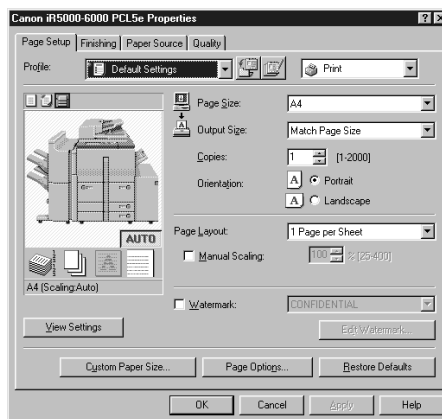 Canon iR5000-6000 PCL5e Properties
Page Setup Finishing Paper Source Quality
Profile: Default Settings Print
Page Size: A4
Output Size: Match Page Size
Copies: 1 [1-2000]
Orientation: A Portrait
A Landscape
AUTO
Page Layout: 1 Page per Sheet
Manual Scaling: 100 % [25-400]
A4 (Scaling:Auto)
Watermark: CONFIDENTIAL
View Settings Edit Watermark...
Custom Paper Size... Page Options... Restore Defaults
OK Cancel Apply Help